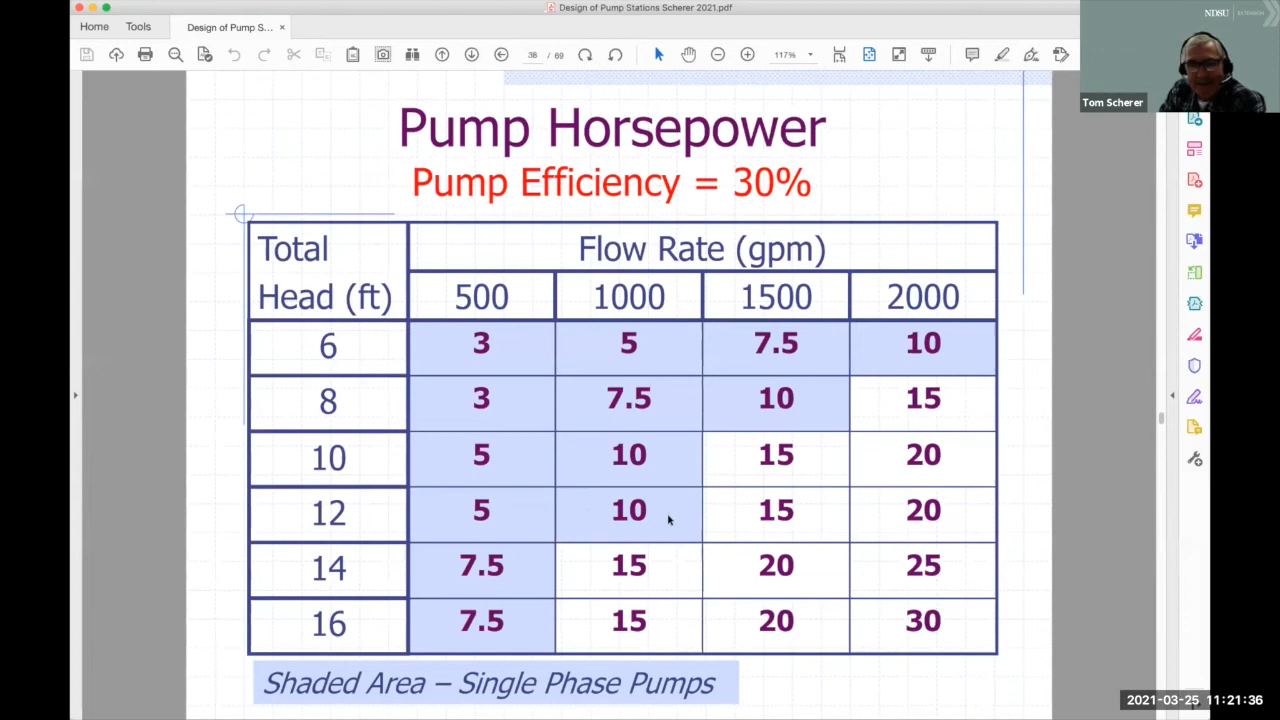 Design of Pump Stations Scherer 2021.pdf
NDSU EXTENSION
Home Tools Design of Pump S... ×
38 / 69 117%
Tom Scherer
Pump Horsepower
Pump Efficiency = 30%
Total Head (ft) Flow Rate (gpm)
500 1000 1500 2000
6 3 5 7.5 10
8 3 7.5 10 15
10 5 10 15 20
12 5 10 15 20
14 7.5 15 20 25
16 7.5 15 20 30
Shaded Area – Single Phase Pumps
2021-03-25 11:21:36